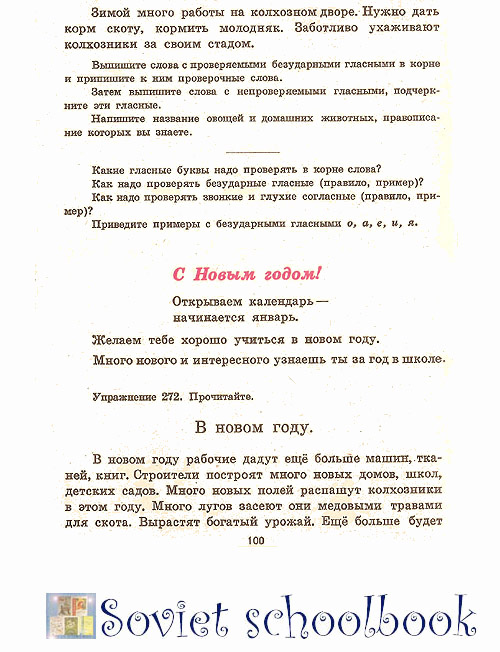 Зимой много работы на колхозном дворе. Нужно дать
корм скоту, кормить молодняк. Заботливо ухаживают
колхозники за своим стадом.
Выпишите слова с проверяемыми безударными гласными в корне
и припишите к ним проверочные слова.
Затем выпишите слова с непроверяемыми гласными, подчерк-
ните эти гласные.
Напишите название овощей и домашних животных, правописа-
ние которых вы знаете.
Какие гласные буквы надо проверять в корне слова?
Как надо проверять безударные гласные (правило, пример)?
Как надо проверять звонкие и глухие согласные (правило, при-
мер)?
Приведите примеры с безударными гласными о, а, е, и, я.
С Новым годом!
Открываем календарь —
начинается январь.
Желаем тебе хорошо учиться в новом году.
Много нового и интересного узнаешь ты за год в школе.
Упражнение 272. Прочитайте.
В новом году.
В новом году рабочие дадут ещё больше машин, тка-
ней, книг. Строители построят много новых домов, школ,
детских садов. Много новых полей распашут колхозники
в этом году. Много лугов засеют они медовыми травами
для скота. Вырастят богатый урожай. Ещё больше будет
100
Soviet schoolbook